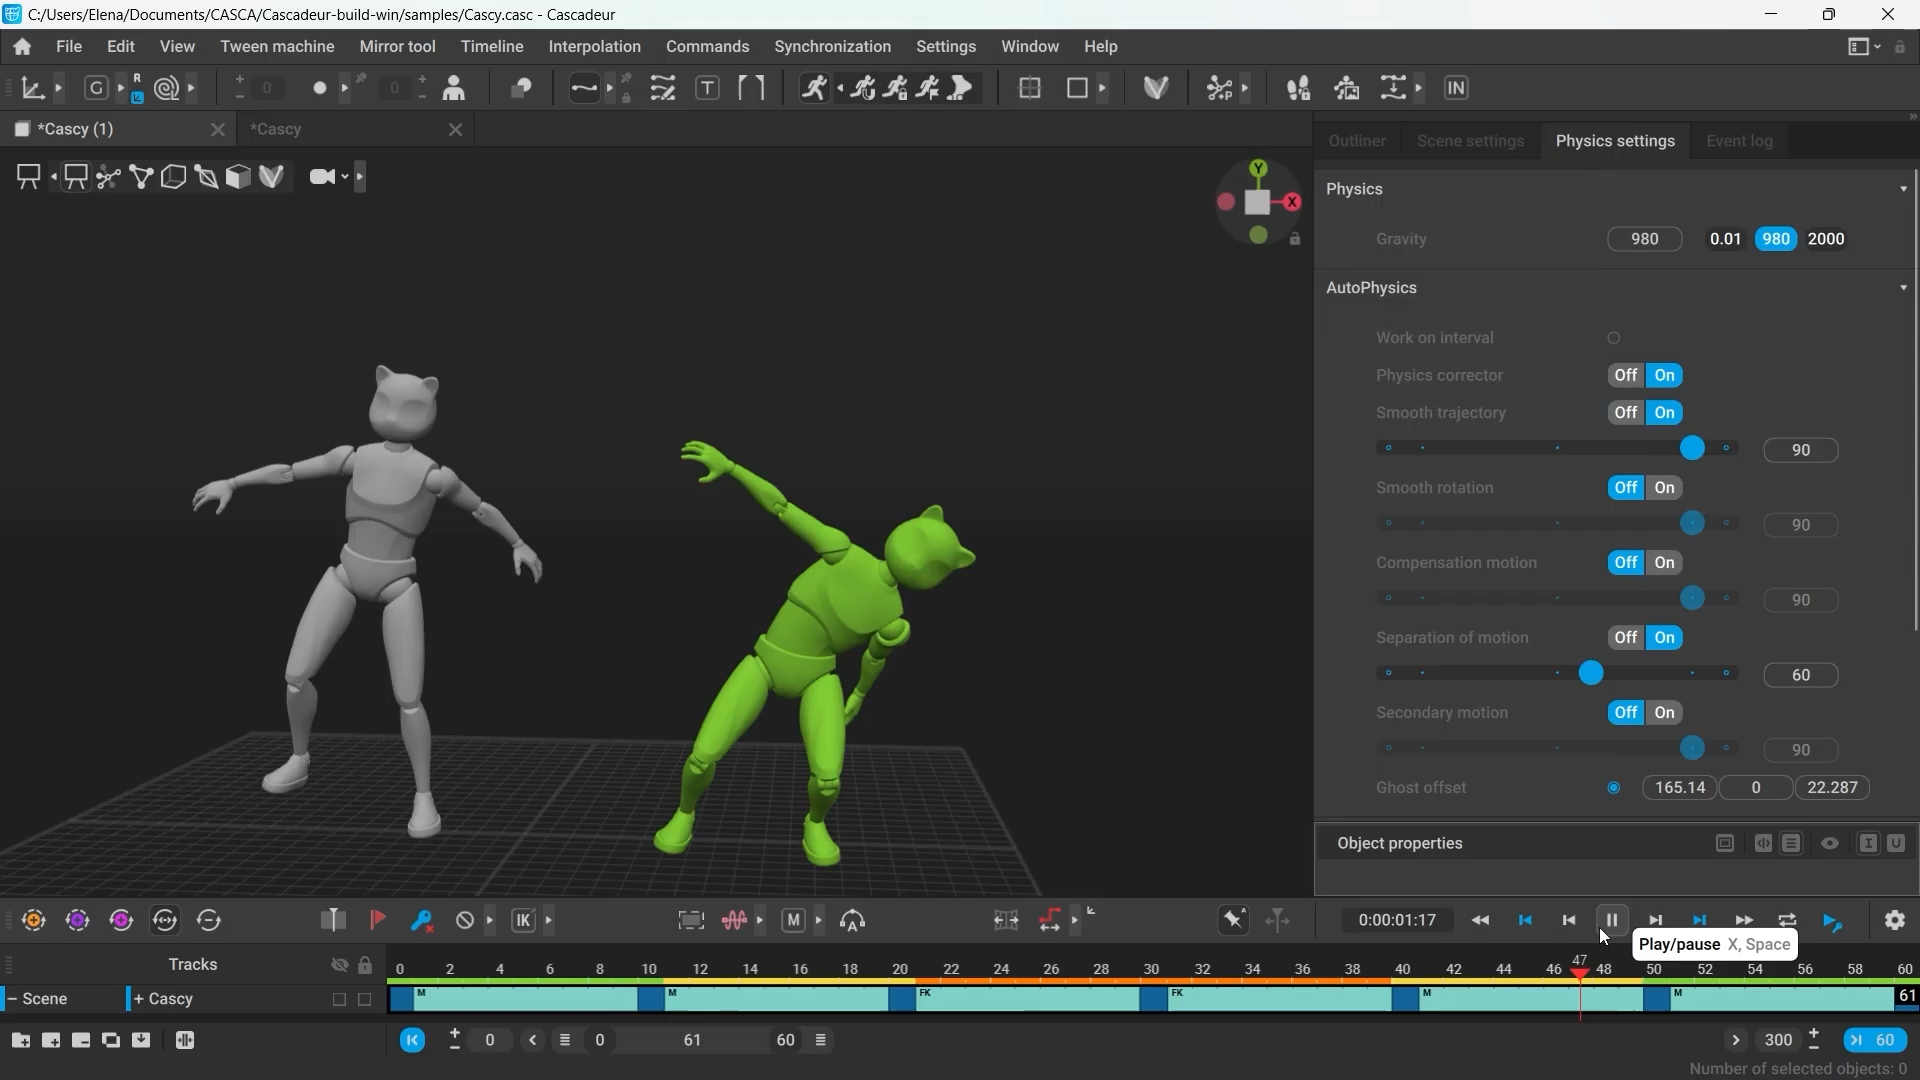 C:/Users/Elena/Documents/CASCA/Cascadeur-build-win/samples/Cascy.casc - Cascadeur
File Edit View Tween machine Mirror tool Timeline Interpolation Commands Synchronization Settings Window Help
G R 0 0 T P IN
*Cascy (1) *Cascy
Outliner Scene settings Physics settings Event log
Y
X
Physics
Gravity 980 0.01 980 2000
AutoPhysics
Work on interval
Physics corrector Off On
Smooth trajectory Off On
90
Smooth rotation Off On
90
Compensation motion Off On
90
Separation of motion Off On
60
Secondary motion Off On
90
Ghost offset 165.14 0 22.287
Object properties I U
IK M A 0:00:01:17
Play/pause X, Space
Tracks 0 2 4 6 8 10 12 14 16 18 20 22 24 26 28 30 32 34 36 38 40 42 44 46 47 48 50 52 54 56 58 60
Scene + Cascy M M FK FK M M 61
0 0 61 60 300 60
Number of selected objects: 0